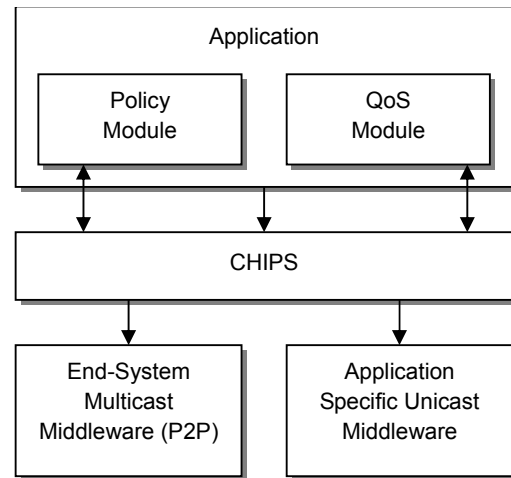 Application
Policy
Module
QoS
Module
CHIPS
End-System
Multicast
Middleware (P2P)
Application
Specific Unicast
Middleware